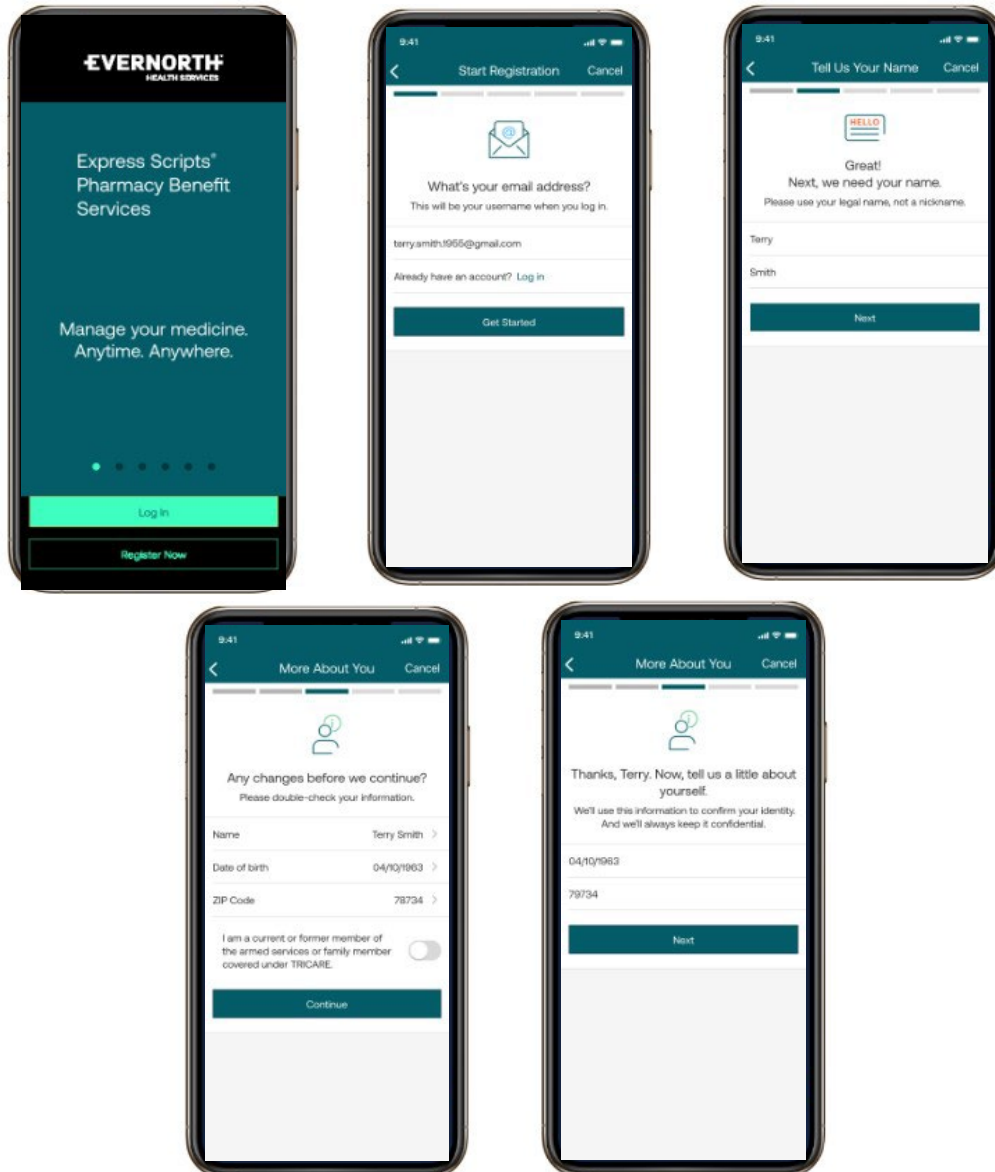 EVERNORTH
HEALTH SERVICES
Express Scripts®
Pharmacy Benefit
Services
Manage your medicine.
Anytime. Anywhere.
Log In
Register Now
9:41
Start Registration
Cancel
@
What's your email address?
This will be your username when you log in.
terry.smith.1955@gmail.com
Already have an account? Log in
Get Started
9:41
Tell Us Your Name
Cancel
HELLO
Great!
Next, we need your name.
Please use your legal name, not a nickname.
Terry
Smith
Next
9:41
More About You
Cancel
Any changes before we continue?
Please double-check your information.
Name Terry Smith
Date of birth 04/10/1963
ZIP Code 78734
I am a current or former member of
the armed services or family member
covered under TRICARE.
Continue
9:41
More About You
Cancel
Thanks, Terry. Now, tell us a little about
yourself.
We'll use this information to confirm your identity.
And we'll always keep it confidential.
04/10/1963
79734
Next